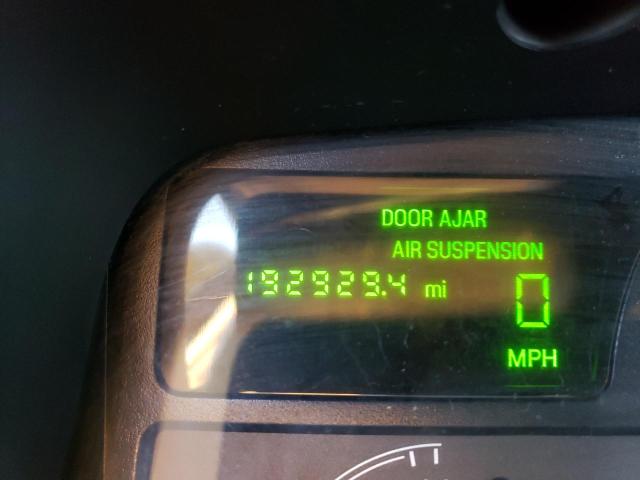 DOOR AJAR
AIR SUSPENSION
192929.4 mi
0
MPH